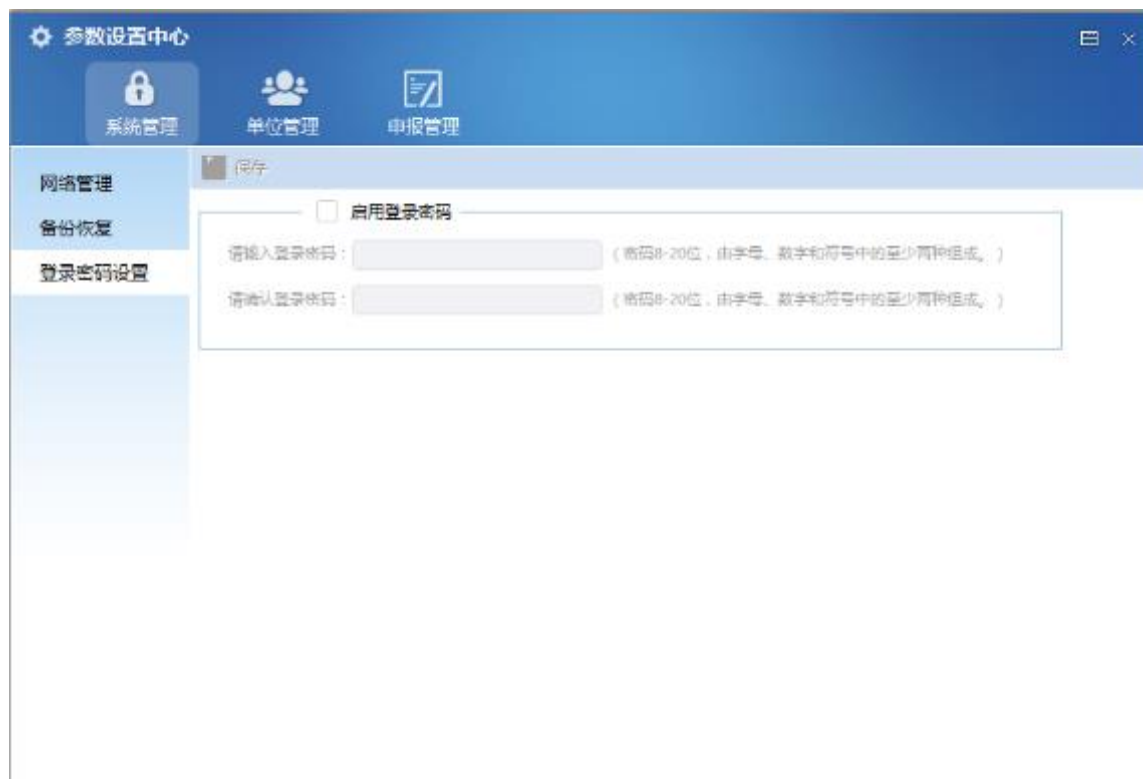 参数设置中心
系统管理
单位管理
申报管理
网络管理
备份恢复
登录密码设置
保存
启用登录密码
请输入登录密码：
（密码8-20位，由字母、数字和符号中的至少两种组成。）
请确认登录密码：
（密码8-20位，由字母、数字和符号中的至少两种组成。）